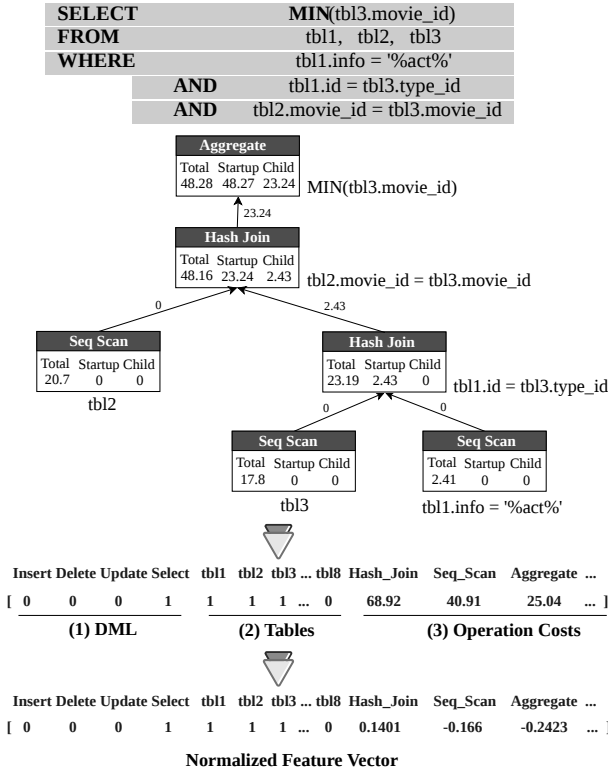 SELECT MIN(tbl3.movie_id)
FROM tbl1, tbl2, tbl3
WHERE tbl1.info = '%act%'
AND tbl1.id = tbl3.type_id
AND tbl2.movie_id = tbl3.movie_id
Aggregate
Total Startup Child
48.28 48.27 23.24
MIN(tbl3.movie_id)
23.24
Hash Join
Total Startup Child
48.16 23.24 2.43
tbl2.movie_id = tbl3.movie_id
0
2.43
Seq Scan
Total Startup Child
20.7 0 0
tbl2
Hash Join
Total Startup Child
23.19 2.43 0
tbl1.id = tbl3.type_id
0
0
Seq Scan
Total Startup Child
17.8 0 0
tbl3
Seq Scan
Total Startup Child
2.41 0 0
tbl1.info = '%act%'
Insert Delete Update Select tbl1 tbl2 tbl3 ... tbl8 Hash_Join Seq_Scan Aggregate ...
[ 0 0 0 1 1 1 1 ... 0 68.92 40.91 25.04 ... ]
(1) DML (2) Tables (3) Operation Costs
Insert Delete Update Select tbl1 tbl2 tbl3 ... tbl8 Hash_Join Seq_Scan Aggregate ...
[ 0 0 0 1 1 1 1 ... 0 0.1401 -0.166 -0.2423 ... ]
Normalized Feature Vector